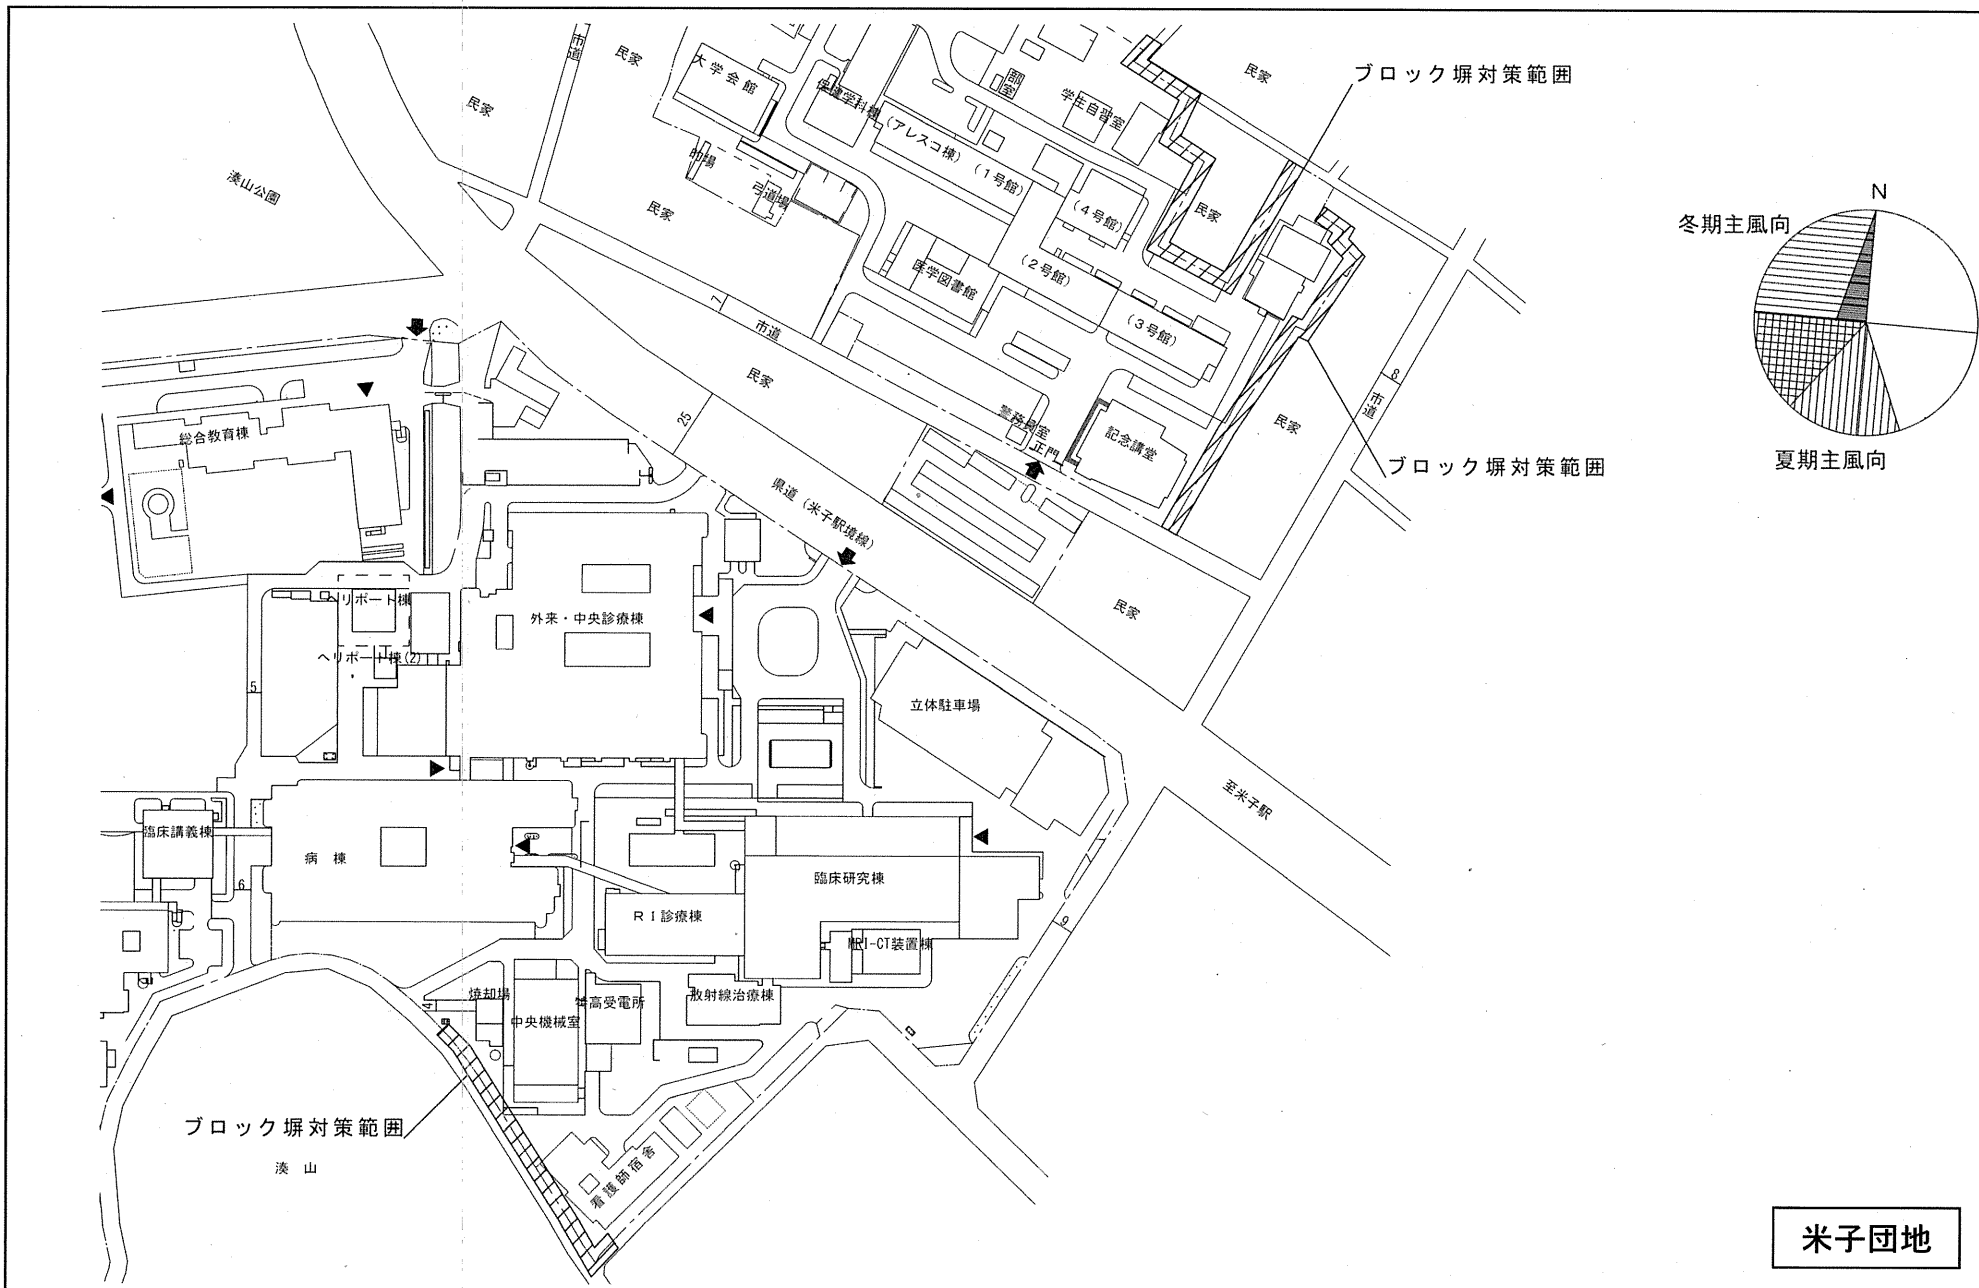 市道
民家
民家
大学会館
保健学科棟(アレスコ棟)
部室
学生自習室
民家
ブロック塀対策範囲
湊山公園
的場
弓道場
民家
(1号館)
(4号館)
民家
N
冬期主風向
医学図書館
(2号館)
(3号館)
7
市道
民家
夏期主風向
8
市道
民家
総合教育棟
25
警務員室
正門
記念講堂
ブロック塀対策範囲
県道(米子駅境線)
民家
ヘリポート棟
ヘリポート棟(2)
外来・中央診療棟
5
立体駐車場
至米子駅
臨床講義棟
病棟
6
臨床研究棟
RI診療棟
MRI-CT装置棟
9
焼却場
4
中央機械室
特高受電所
放射線治療棟
ブロック塀対策範囲
湊山
看護師宿舎
米子団地